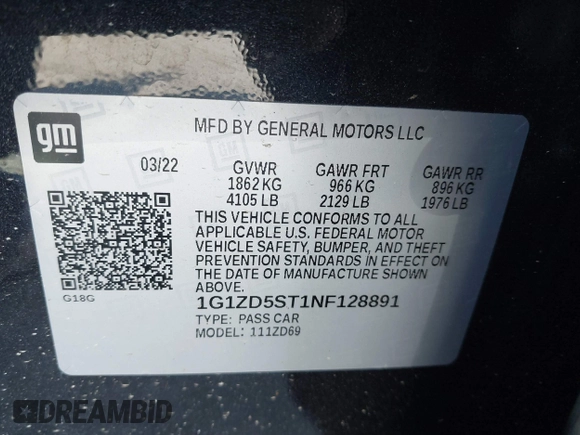 gm
MFD BY GENERAL MOTORS LLC
03/22 GVWR GAWR FRT GAWR RR
1862 KG 966 KG 896 KG
4105 LB 2129 LB 1976 LB
THIS VEHICLE CONFORMS TO ALL
APPLICABLE U.S. FEDERAL MOTOR
VEHICLE SAFETY, BUMPER, AND THEFT
PREVENTION STANDARDS IN EFFECT ON
THE DATE OF MANUFACTURE SHOWN
ABOVE.
G18G
1G1ZD5ST1NF128891
TYPE: PASS CAR
MODEL: 111ZD69
DREAMBID